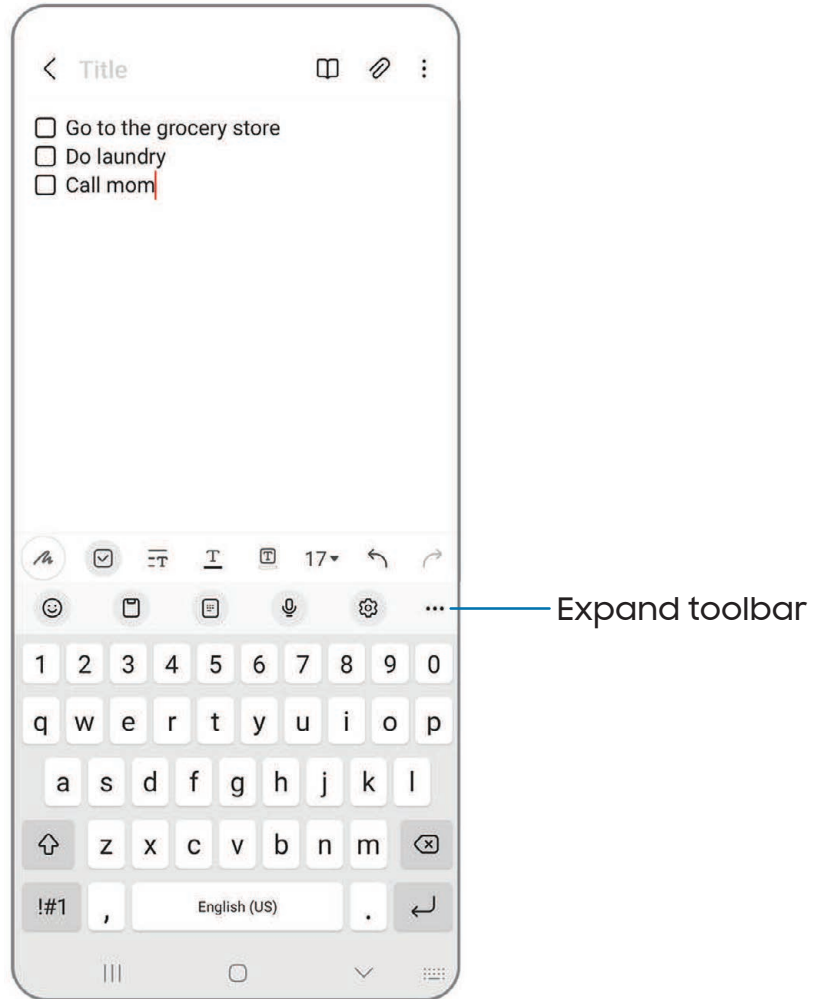 Title
Go to the grocery store
Do laundry
Call mom
17
Expand toolbar
1 2 3 4 5 6 7 8 9 0
q w e r t y u i o p
a s d f g h j k l
z x c v b n m
!#1 , English (US) .